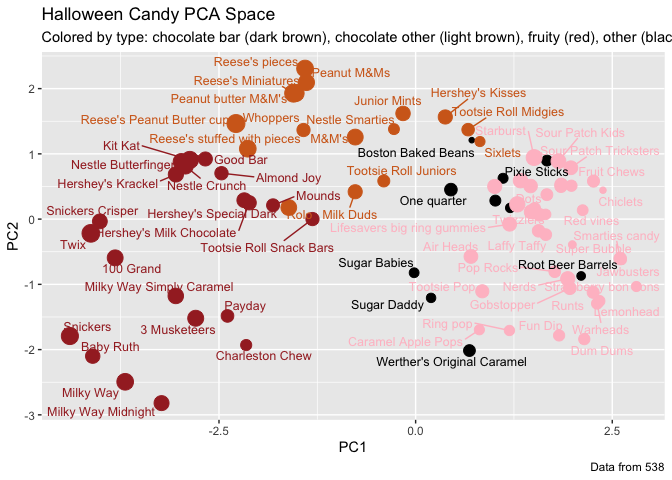 Halloween Candy PCA Space
Colored by type: chocolate bar (dark brown), chocolate other (light brown), fruity (red), other (blac
Reese's pieces
Peanut M&M's
Reese's Miniatures
Hershey's Kisses
Peanut butter M&M's
Junior Mints
Tootsie Roll Midgies
Reese's Peanut Butter cup
Whoppers
Nestle Smarties
Starburst
Sour Patch Kids
Reese's stuffed with pieces
M&M's
Kit Kat
Boston Baked Beans
Sixlets
Sour Patch Tricksters
Nestle Butterfinger
Good Bar
Tootsie Roll Juniors
Pixie Sticks
Fruit Chews
Hershey's Krackel
Nestle Crunch
Almond Joy
Mounds
One quarter
Chiclets
Snickers Crisper
Hershey's Special Dark
Milk Duds
Red vines
Hershey's Milk Chocolate
Lifesavers big ring gummies
Smarties candy
Twix
Tootsie Roll Snack Bars
Air Heads
Laffy Taffy
Super Bubble
100 Grand
Sugar Babies
Pop Rocks
Root Beer Barrels
Jawbusters
Milky Way Simply Caramel
Tootsie Pop
Nerds
Strawberry bon bons
Payday
Sugar Daddy
Gobstopper
Runts
Lemonhead
Snickers
3 Musketeers
Ring pop
Fun Dip
Warheads
Baby Ruth
Charleston Chew
Caramel Apple Pops
Dum Dums
Milky Way
Werther's Original Caramel
Milky Way Midnight
2
1
0
-1
-2
-3
PC2
-2.5
0.0
2.5
PC1
Data from 538